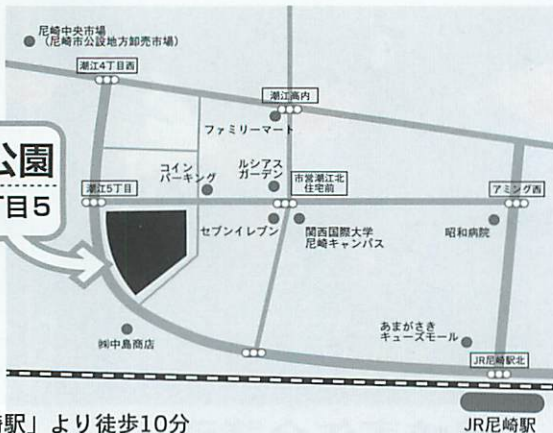 尼崎中央市場
(尼崎市公設地方卸売市場)
潮江4丁目西
潮江高内
ファミリーマート
公園
目5
コイン
パーキング
ルシアス
ガーデン
市営潮江北
住宅前
潮江5丁目
アミング西
セブンイレブン
関西国際大学
尼崎キャンパス
昭和病院
㈲中島商店
あまがさき
キューズモール
JR尼崎駅北
駅」より徒歩10分
JR尼崎駅